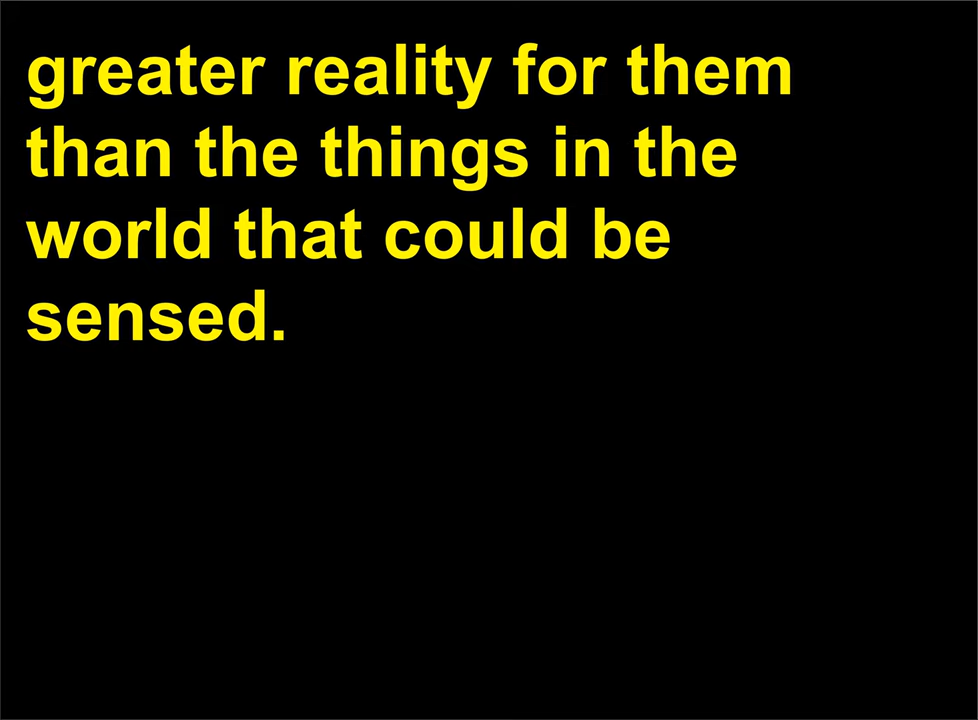 greater reality for them
than the things in the
world that could be
sensed.